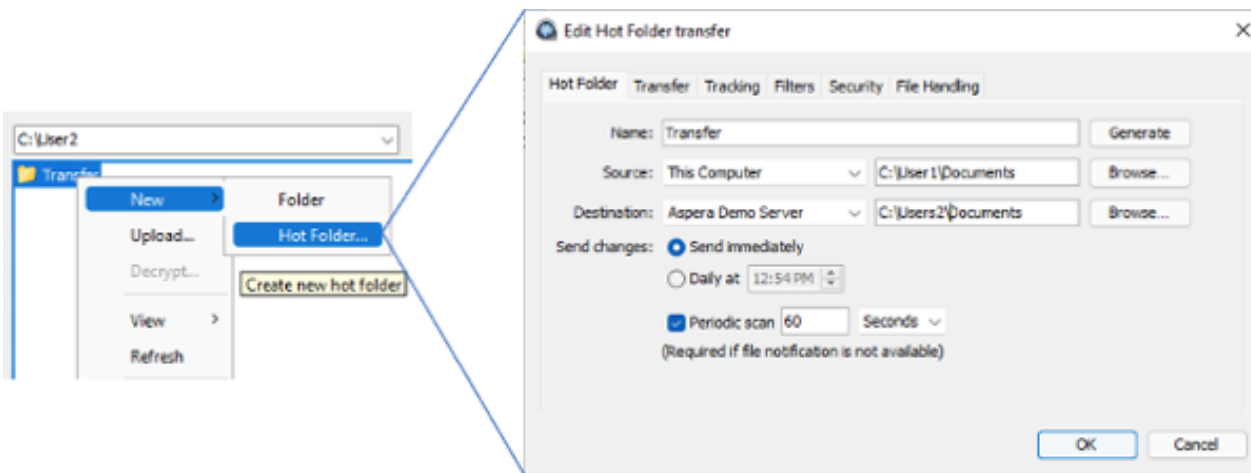 C:\User2
Transfer
New
Folder
Upload...
Hot Folder...
Decrypt...
Create new hot folder
View
Refresh
Edit Hot Folder transfer
Hot Folder Transfer Tracking Filters Security File Handling
Name: Transfer Generate
Source: This Computer C:\User1\Documents Browse...
Destination: Aspera Demo Server C:\Users2\Documents Browse...
Send changes: Send immediately
Daily at 12:54 PM
Periodic scan 60 Seconds
(Required if file notification is not available)
OK Cancel